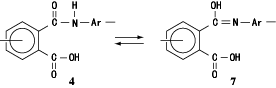 O H OH
C—N—Ar— C=N—Ar—
C—OH C—OH
O O
4 7